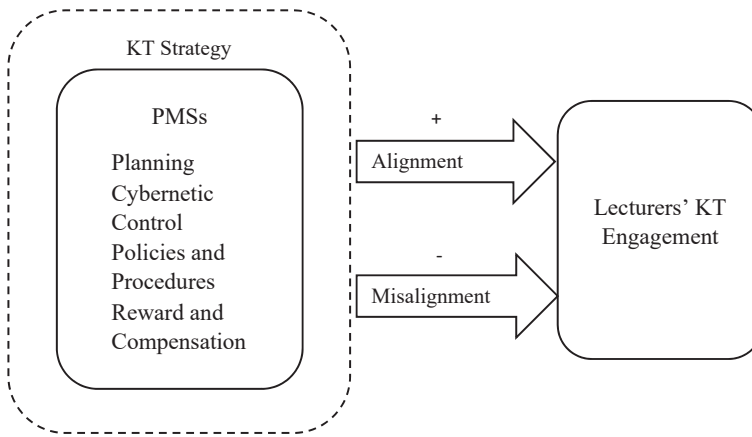 KT Strategy
PMSs
Planning
Cybernetic
Control
Policies and
Procedures
Reward and
Compensation
+
Alignment
-
Misalignment
Lecturers’ KT
Engagement